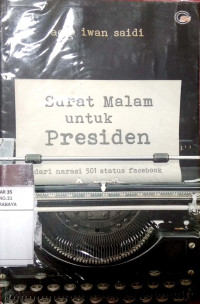 iwan saidi
Surat Malam
untuk
Presiden
dari narasi 501 status facebook